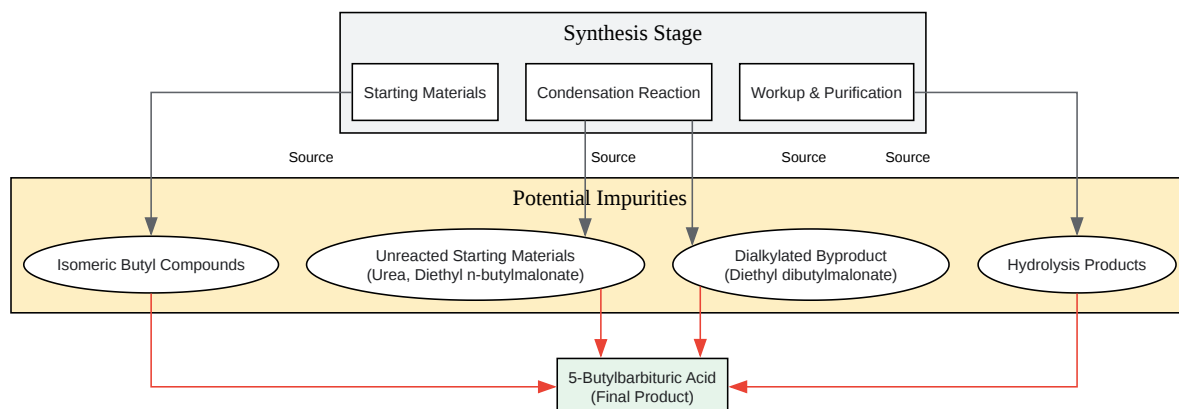 Synthesis Stage
Starting Materials
Condensation Reaction
Workup & Purification
Source
Source
Source
Source
Potential Impurities
Isomeric Butyl Compounds
Unreacted Starting Materials
(Urea, Diethyl n-butylmalonate)
Dialkylated Byproduct
(Diethyl dibutylmalonate)
Hydrolysis Products
5-Butylbarbituric Acid
(Final Product)